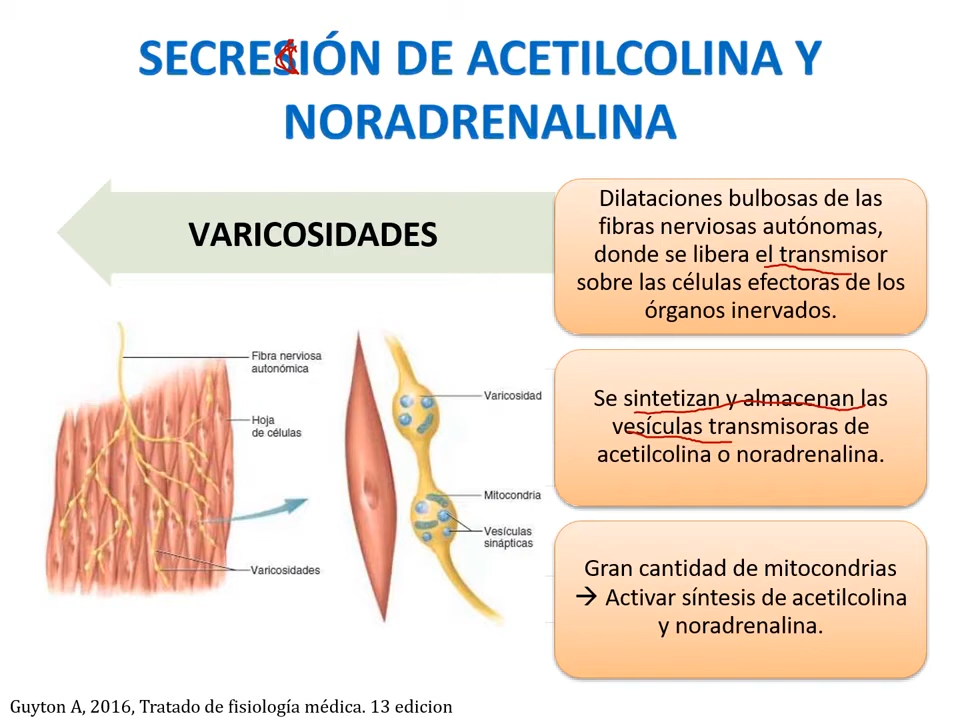 SECRESIÓN DE ACETILCOLINA Y
NORADRENALINA
VARICOSIDADES
Dilataciones bulbosas de las
fibras nerviosas autónomas,
donde se libera el transmisor
sobre las células efectoras de los
órganos inervados.
Fibra nerviosa
autonómica
Hoja
de células
Varicosidades
Varicosidad
Mitocondria
Vesículas
sinápticas
Se sintetizan y almacenan las
vesículas transmisoras de
acetilcolina o noradrenalina.
Gran cantidad de mitocondrias
→ Activar síntesis de acetilcolina
y noradrenalina.
Guyton A, 2016, Tratado de fisiología médica. 13 edicion